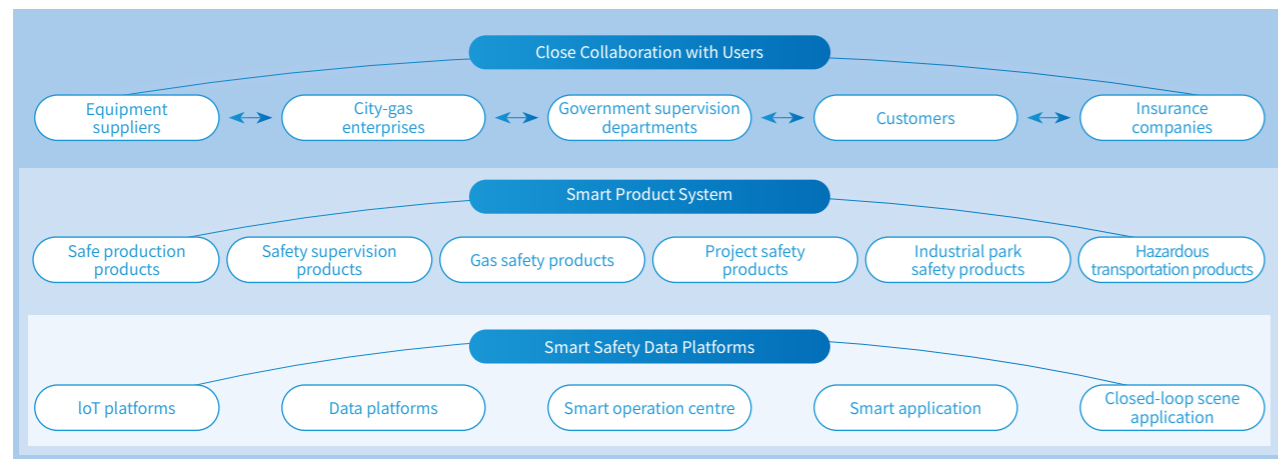 Close Collaboration with Users
Equipment
suppliers
City-gas
enterprises
Government supervision
departments
Customers
Insurance
companies
Smart Product System
Safe production
products
Safety supervision
products
Gas safety products
Project safety
products
Industrial park
safety products
Hazardous
transportation products
Smart Safety Data Platforms
loT platforms
Data platforms
Smart operation centre
Smart application
Closed-loop scene
application